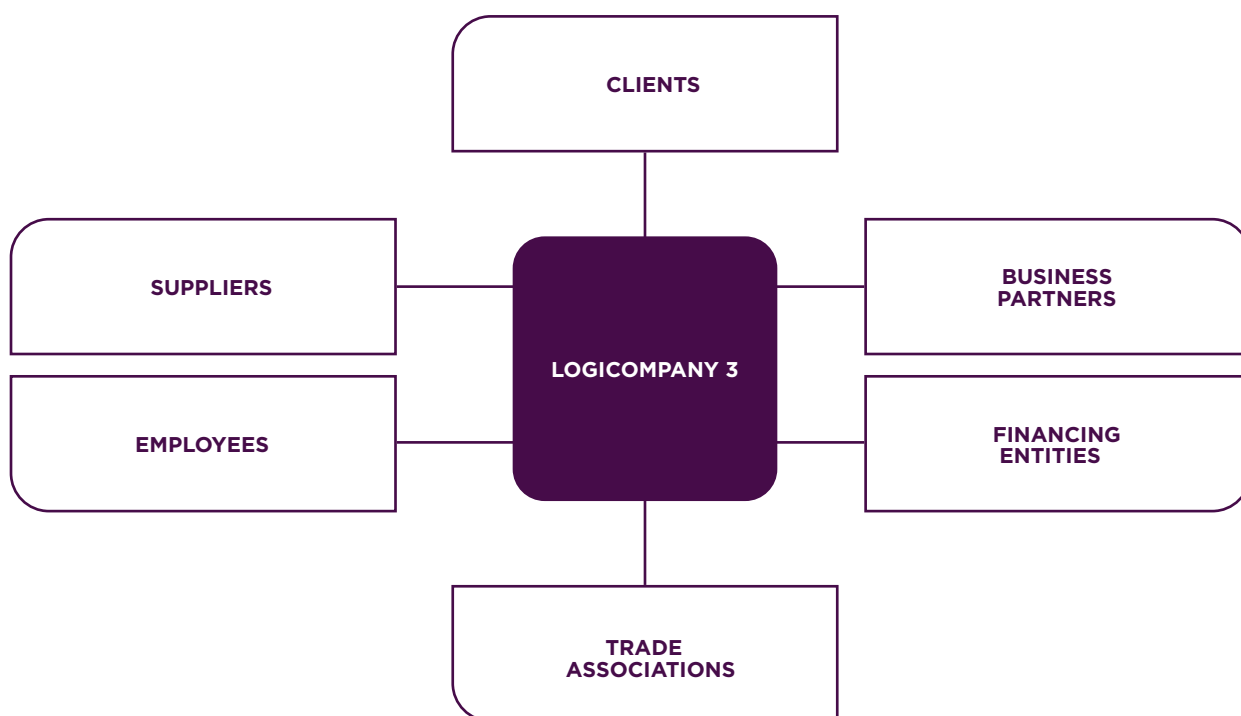 CLIENTS
SUPPLIERS
BUSINESS
PARTNERS
LOGICOMPANY 3
EMPLOYEES
FINANCING
ENTITIES
TRADE
ASSOCIATIONS